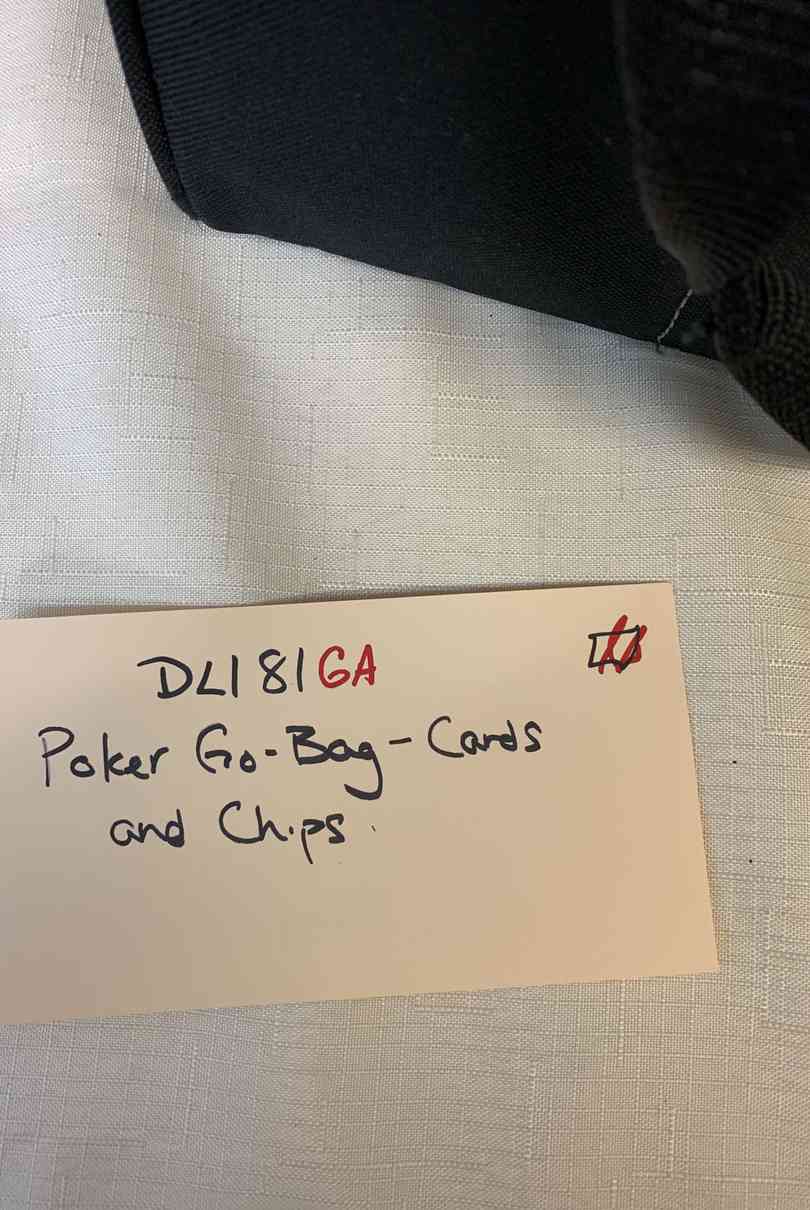 DL181GA
Poker Go-Bag - Cards
and Chips.